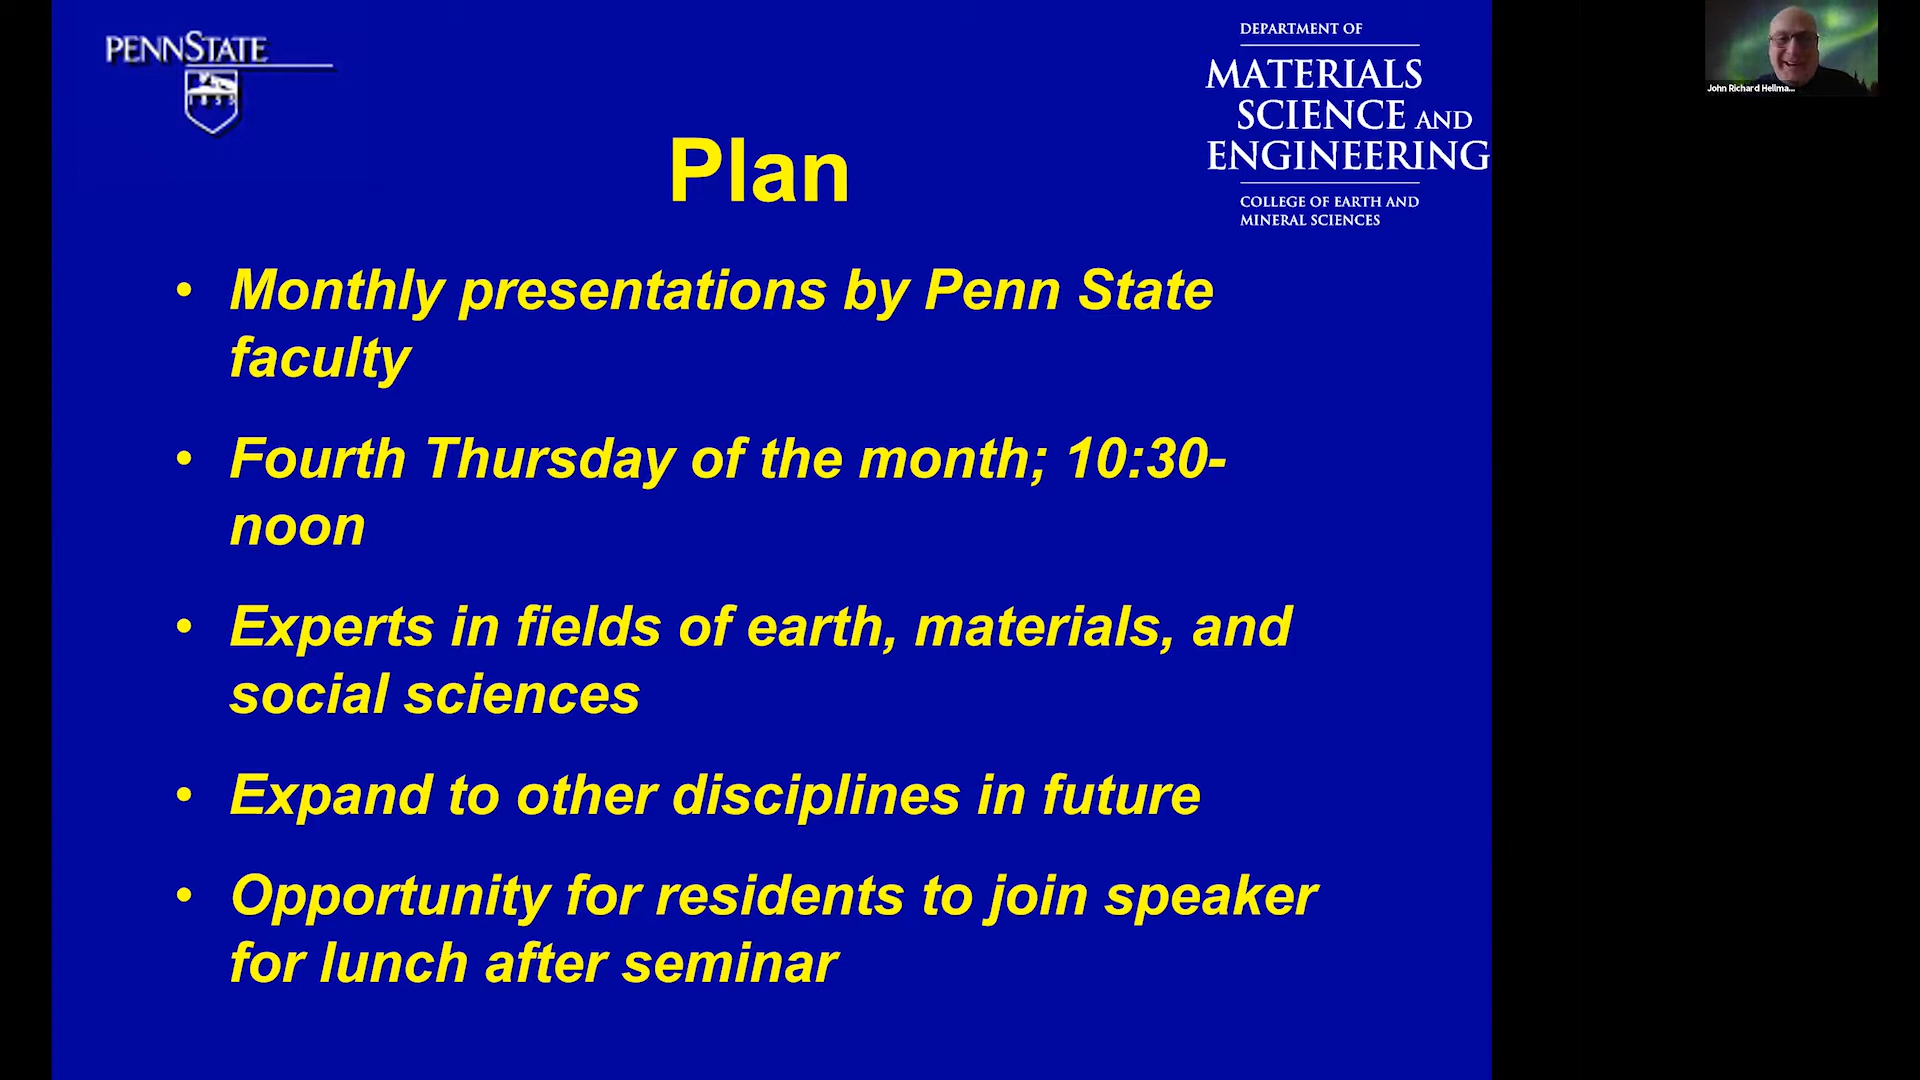 PENNSTATE
1855
DEPARTMENT OF
MATERIALS
SCIENCE AND
ENGINEERING
COLLEGE OF EARTH AND
MINERAL SCIENCES
John Richard Hellma...
Plan
• Monthly presentations by Penn State
faculty
• Fourth Thursday of the month; 10:30-
noon
• Experts in fields of earth, materials, and
social sciences
• Expand to other disciplines in future
• Opportunity for residents to join speaker
for lunch after seminar